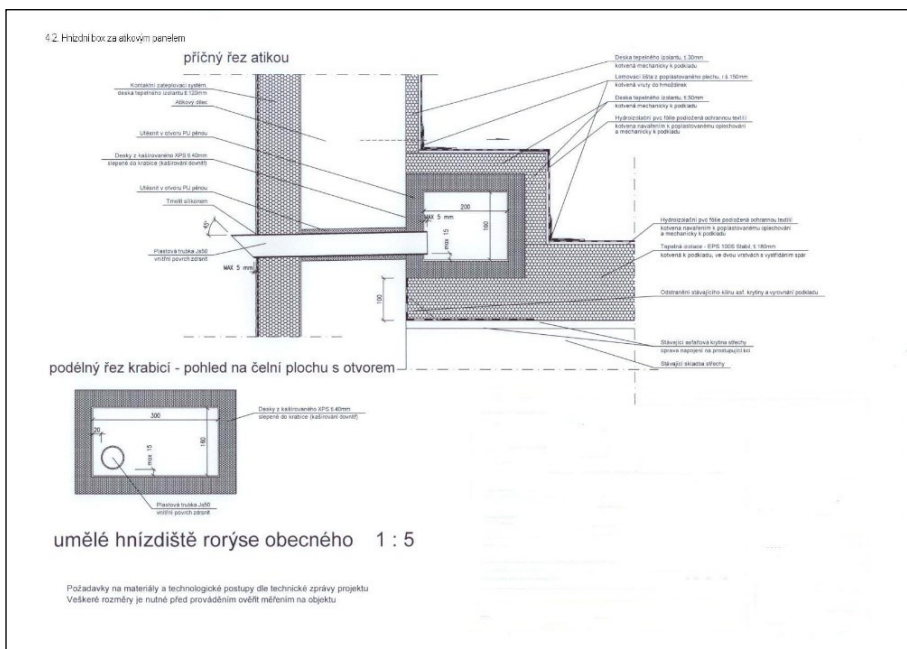 4.2. Hnízdní box za atikovým panelem
příčný řez atikou
Kontaktní zateplovací systém
deska tepelného izolantu tl.120mm
Atikový dílec
Utěsnit v otvoru PU pěnou
Desky z kašírovaného XPS tl.40mm
slepené do krabice (kašírování dovnitř)
Utěsnit v otvoru PU pěnou
Tmelit silikonem
45°
Plastová trubka Js50
vnitřní povrch zdrsnit
MAX 5 mm
MAX 5 mm
200
160
max 15
100
Deska tepelného izolantu, tl.30mm
kotvená mechanicky k podkladu
Lemovací lišta z poplastovaného plechu, r.š.150mm
kotvená vruty do hmoždinek
Deska tepelného izolantu, tl.50mm
kotvená mechanicky k podkladu
Hydroizolační pvc fólie podložená ochrannou textilií
kotvena navařením k poplastovanému oplechování
a mechanicky k podkladu
Hydroizolační pvc fólie podložená ochrannou textilií
kotvena navařením k poplastovanému oplechování
a mechanicky k podkladu
Tepelná izolace - EPS 100S Stabil, tl.180mm
kotvená k podkladu, ve dvou vrstvách s vystřídáním spár
Odstranění stávajícího klínu asf. krytiny a vyrovnání podkladu
Stávající asfaltová krytina střechy
oprava napojení na prostupující kcí
Stávající skladba střechy
podélný řez krabicí - pohled na čelní plochu s otvorem
300
20
160
max 15
Desky z kašírovaného XPS tl.40mm
slepené do krabice (kašírování dovnitř)
Plastová trubka Js50
vnitřní povrch zdrsnit
umělé hnízdiště rorýse obecného 1 : 5
Požadavky na materiály a technologické postupy dle technické zprávy projektu
Veškeré rozměry je nutné před prováděním ověřit měřením na objektu